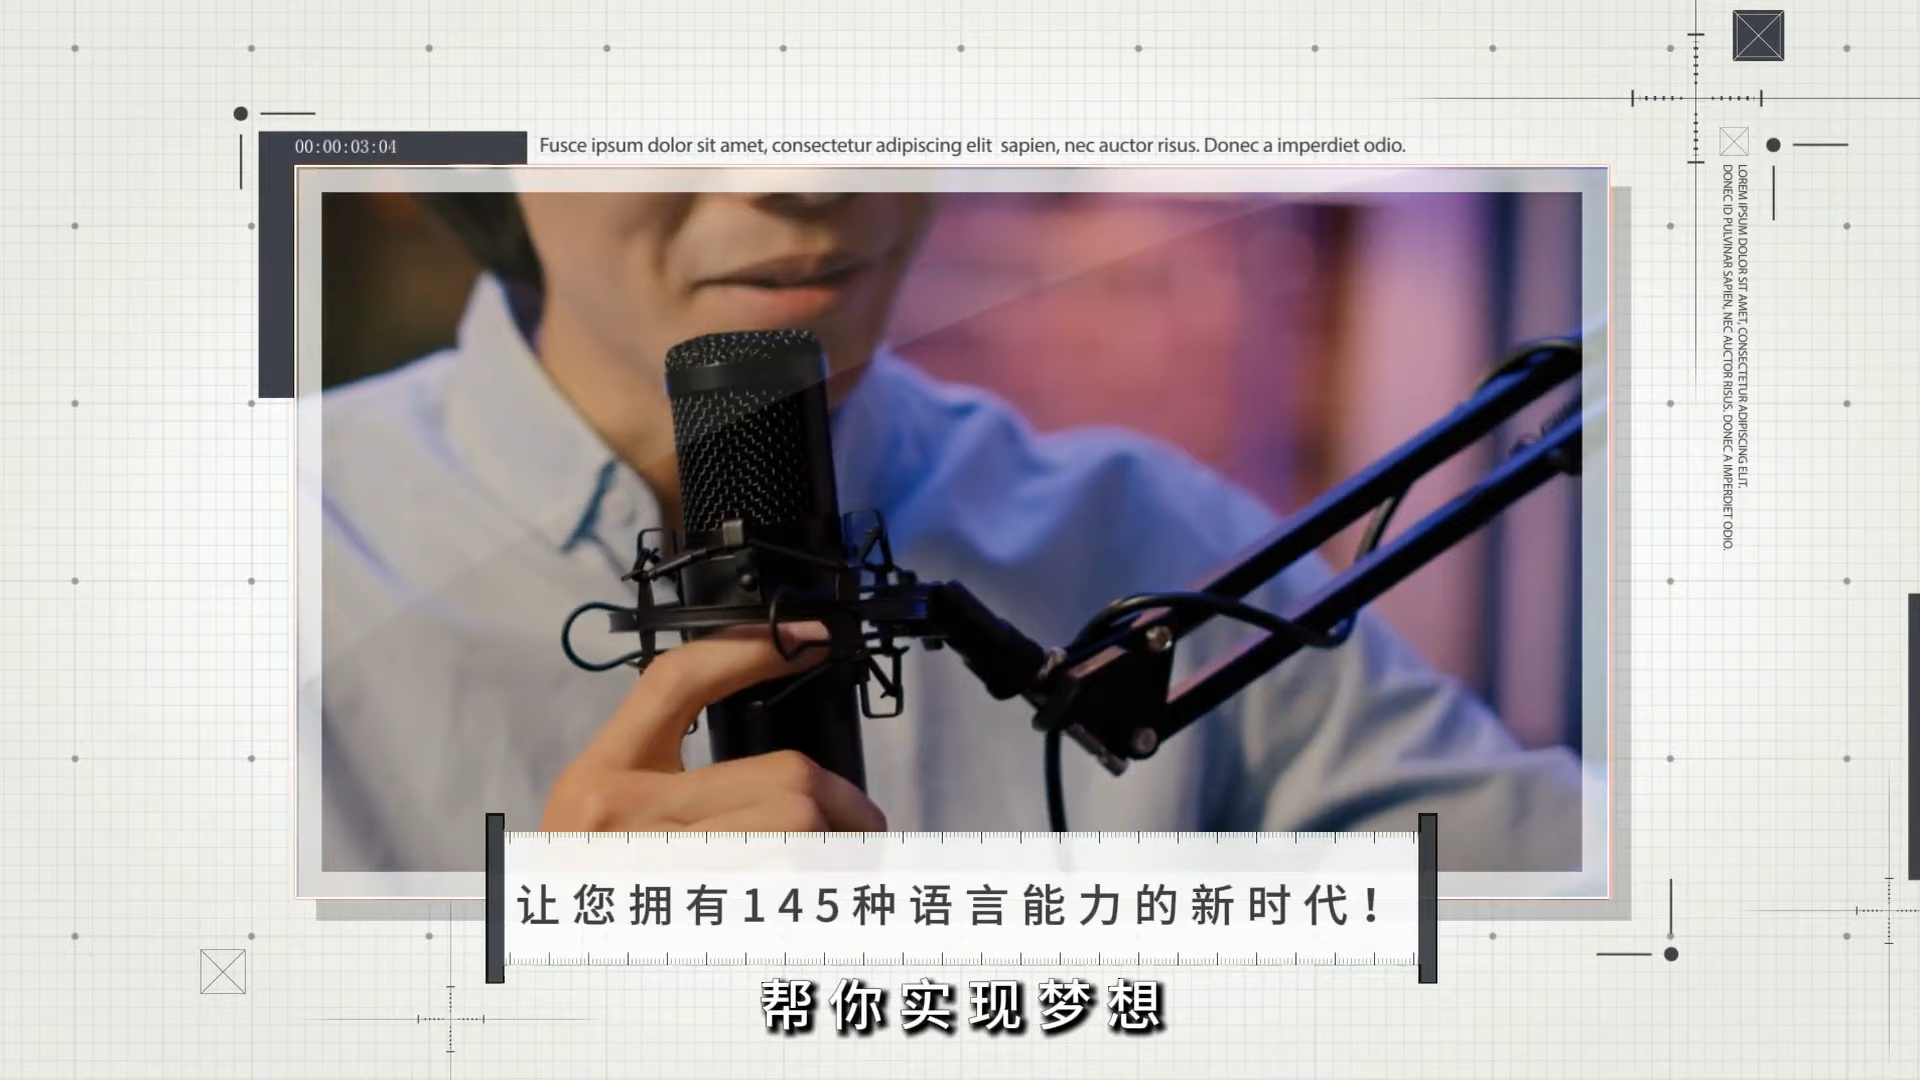 00:00:03:04
Fusce ipsum dolor sit amet, consectetur adipiscing elit sapien, nec auctor risus. Donec a imperdiet odio.
LOREM IPSUM DOLOR SIT AMET, CONSECTETUR ADIPISCING ELIT.
DONEC ID PULVINAR SAPIEN, NEC AUCTOR RISUS. DONEC A IMPERDIET ODIO.
让您拥有145种语言能力的新时代！
帮你实现梦想